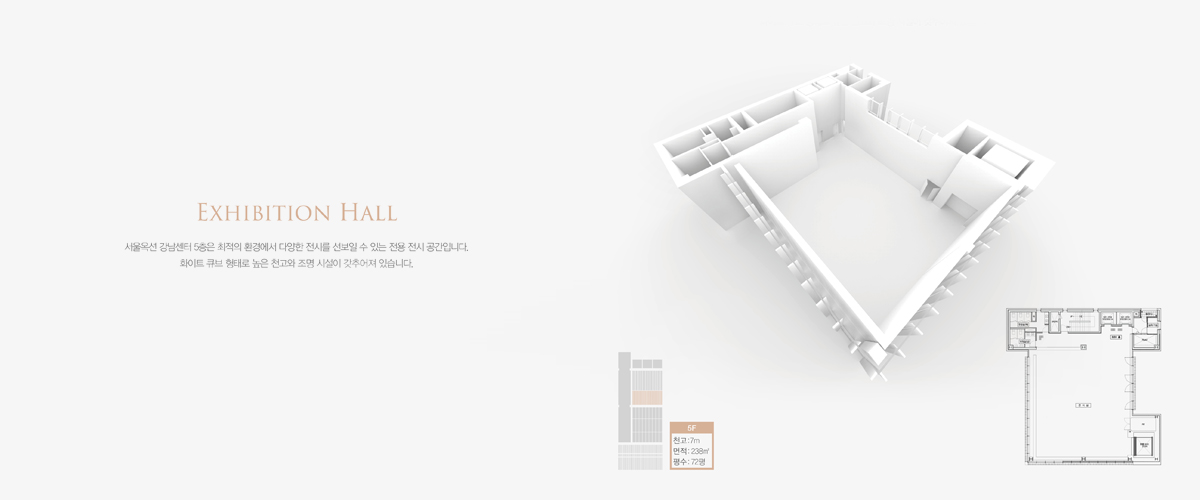 EXHIBITION HALL
서울옥션 강남센터 5층은 최적의 환경에서 다양한 전시를 선보일 수 있는 전용 전시 공간입니다.
화이트 큐브 형태로 높은 천고와 조명 시설이 갖추어져 있습니다.
5F
천고:7m
면적: 238㎡
평수: 72평